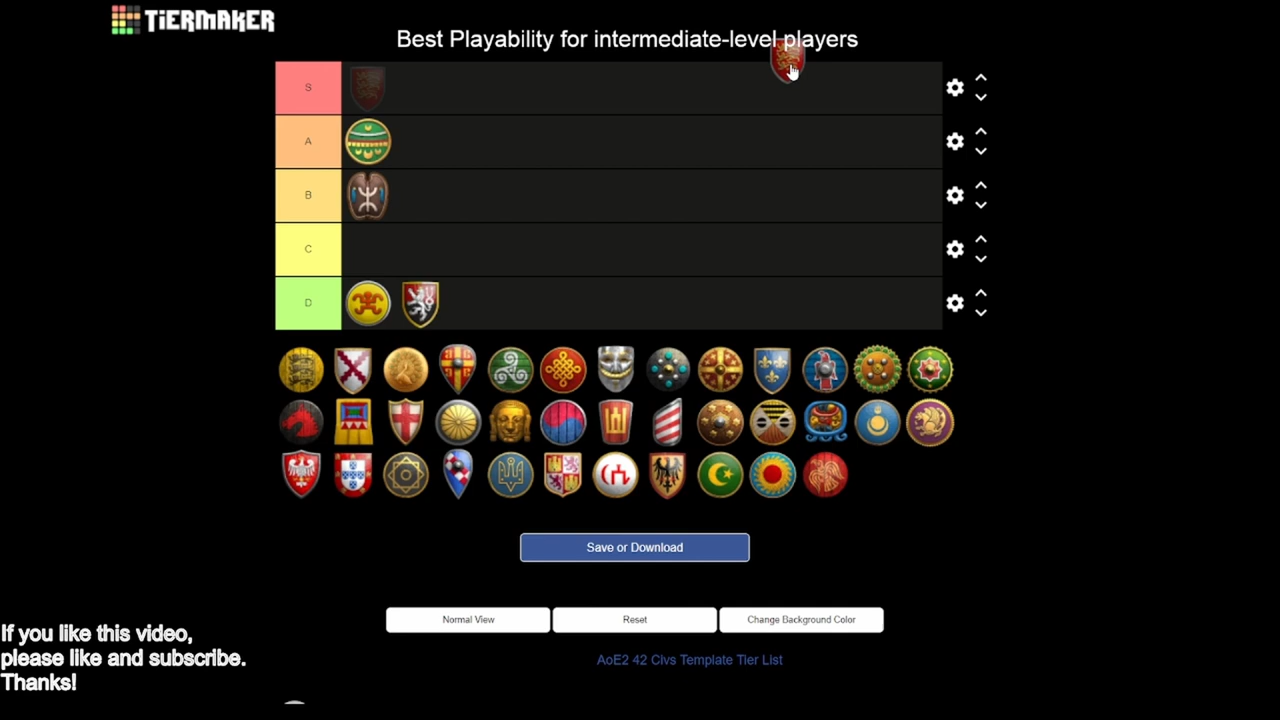 TiERMAKER
Best Playability for intermediate-level players
S
A
B
C
D
Save or Download
Normal View
Reset
Change Background Color
AoE2 42 Civs Template Tier List
If you like this video,
please like and subscribe.
Thanks!